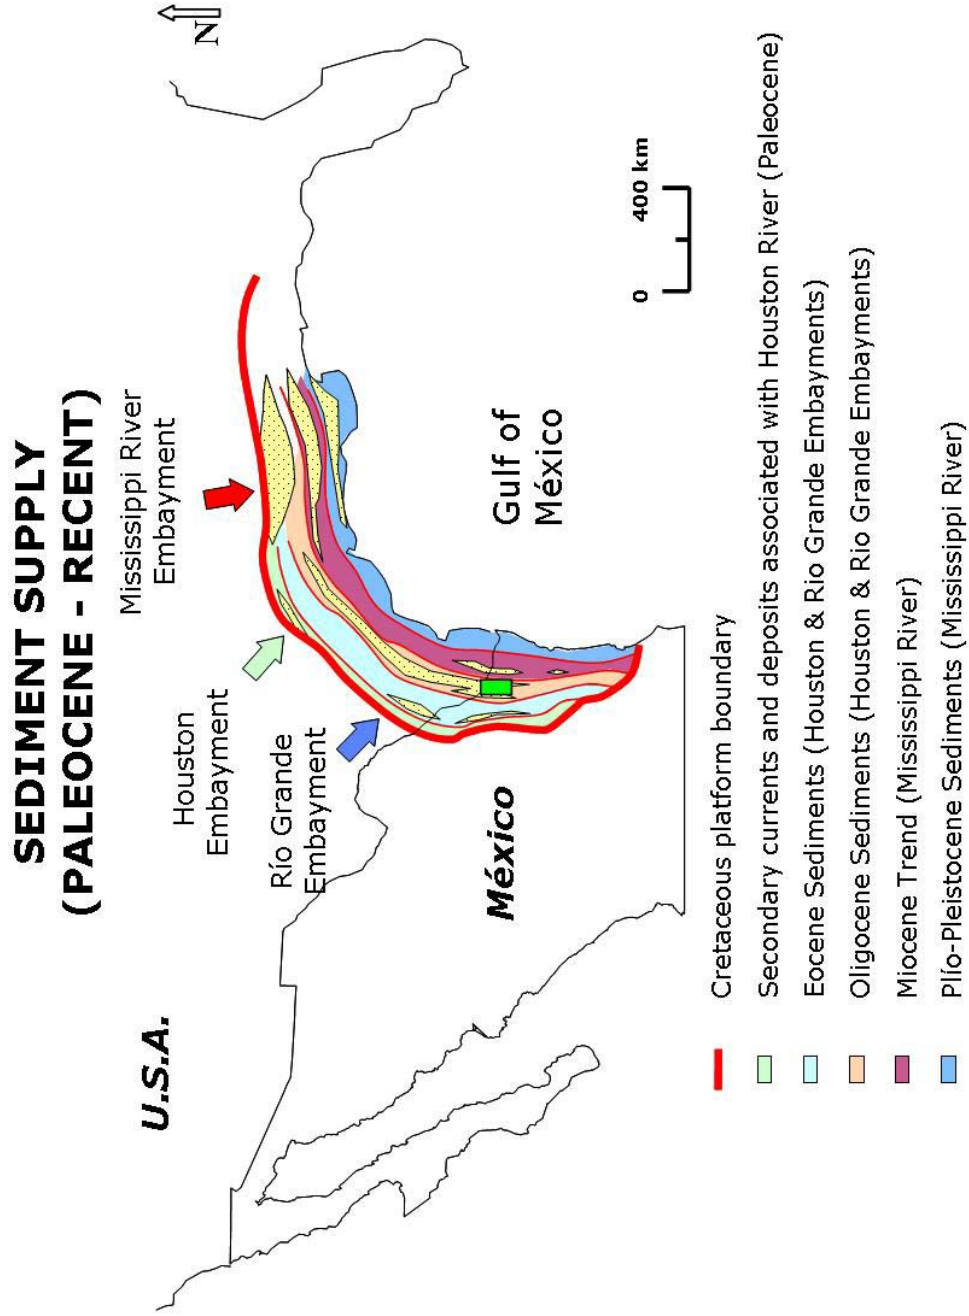 SEDIMENT SUPPLY
(PALEOCENE - RECENT)
N
U.S.A.
Houston
Embayment
Mississippi River
Embayment
Río Grande
Embayment
México
Gulf of
México
0 400 km
Cretaceous platform boundary
Secondary currents and deposits associated with Houston River (Paleocene)
Eocene Sediments (Houston & Rio Grande Embayments)
Oligocene Sediments (Houston & Rio Grande Embayments)
Miocene Trend (Mississippi River)
Plío-Pleistocene Sediments (Mississippi River)